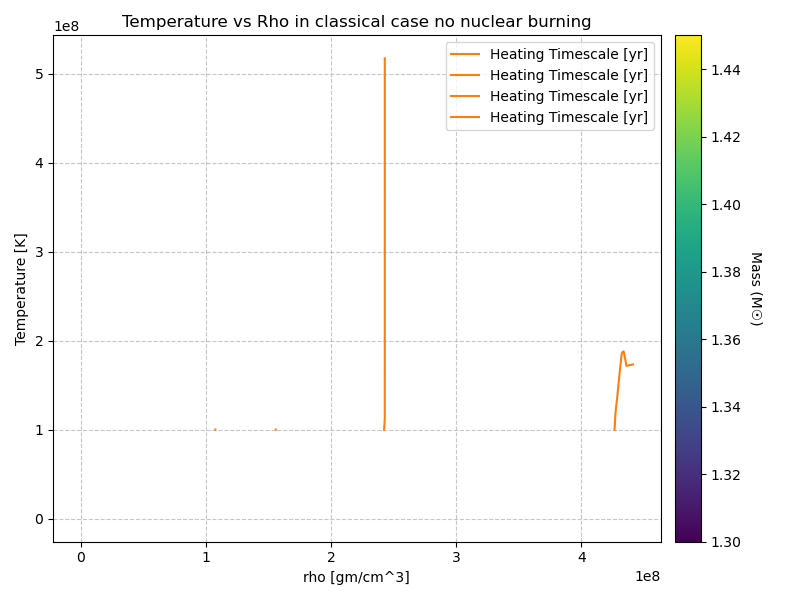 Temperature vs Rho in classical case no nuclear burning
1e8
Heating Timescale [yr]
Heating Timescale [yr]
Heating Timescale [yr]
Heating Timescale [yr]
5
4
3
2
1
0
Temperature [K]
0 1 2 3 4
1e8
rho [gm/cm^3]
1.44
1.42
1.40
1.38
1.36
1.34
1.32
1.30
Mass (M☉)